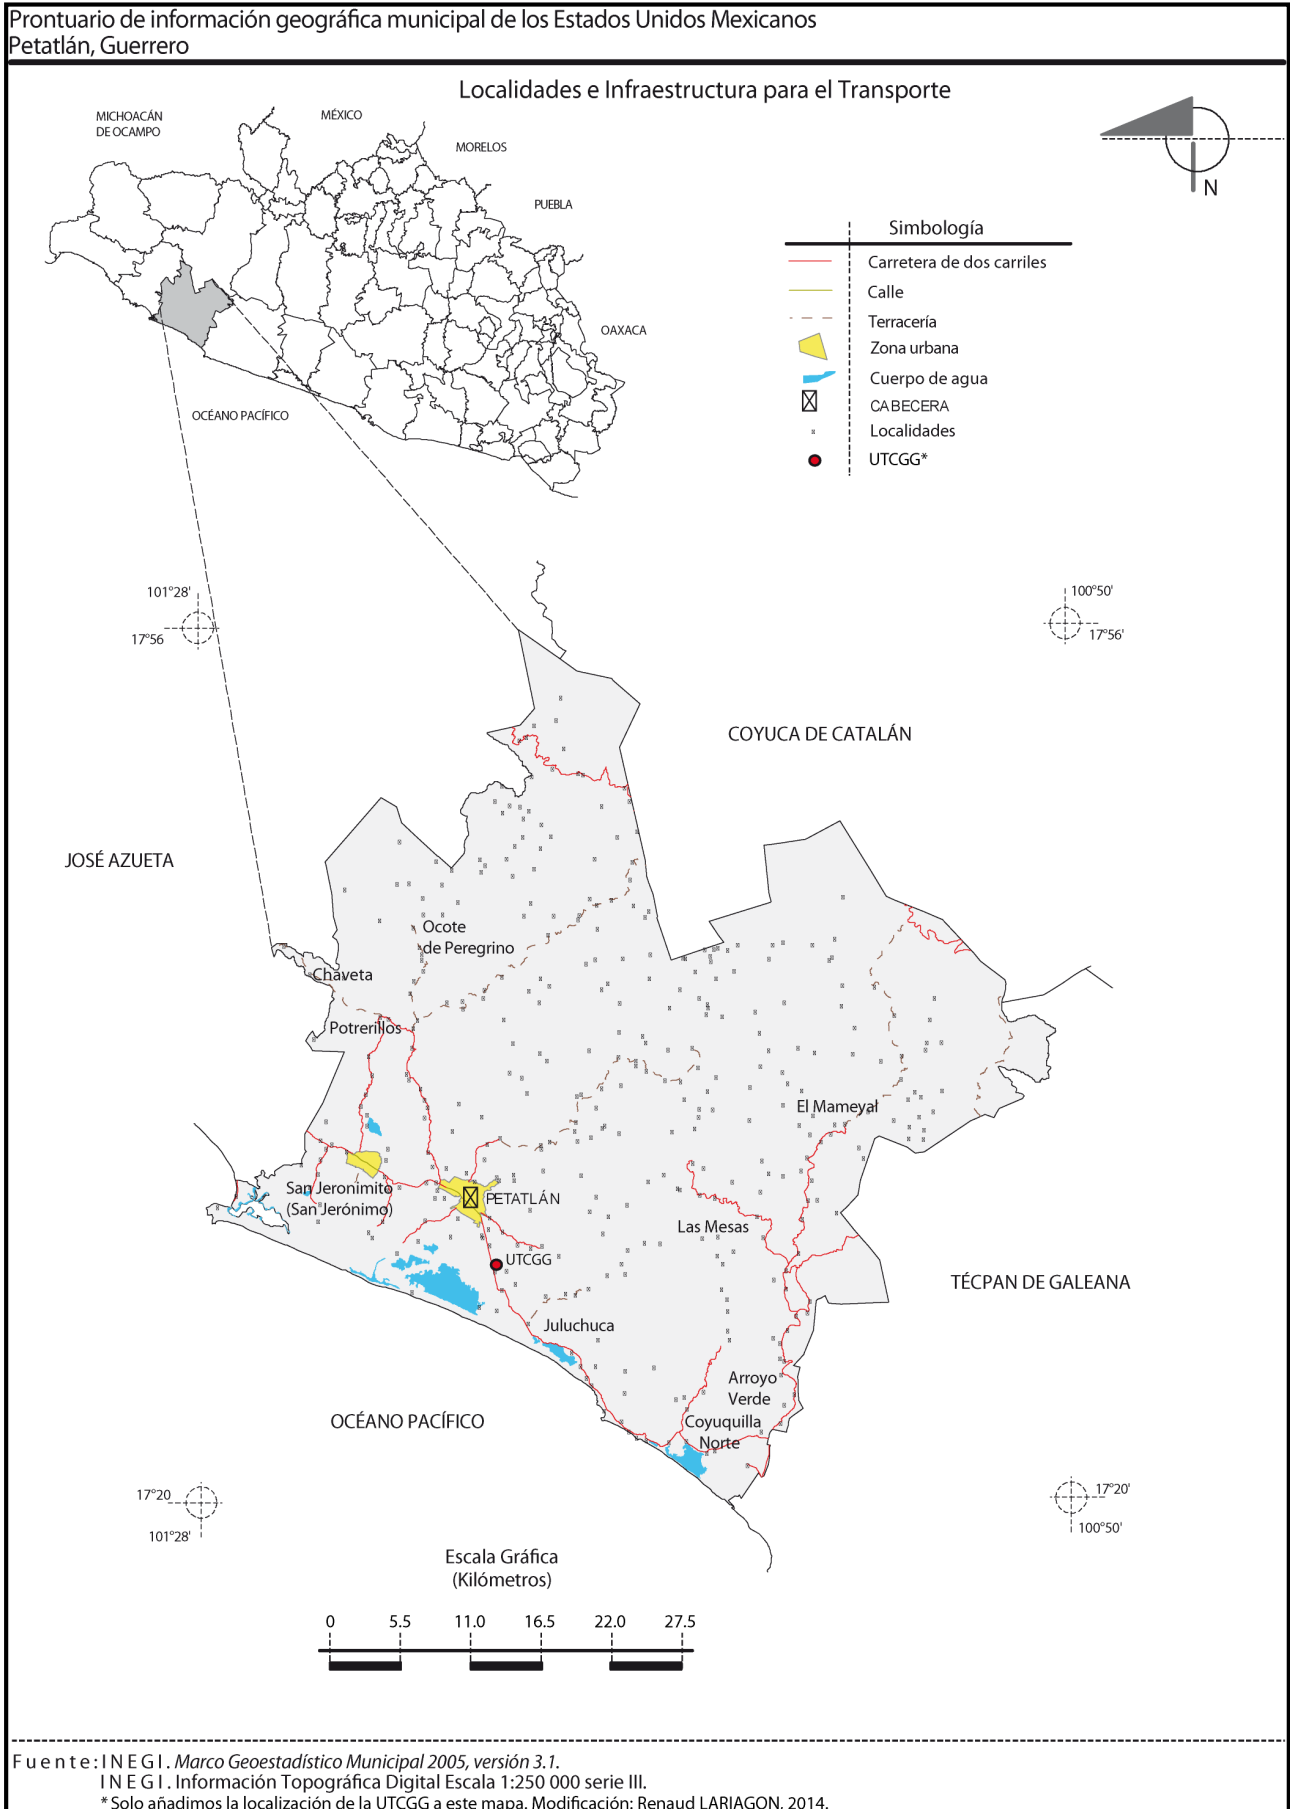 Prontuario de información geográfica municipal de los Estados Unidos Mexicanos
Petatlán, Guerrero
Localidades e Infraestructura para el Transporte
MICHOACÁN
DE OCAMPO
MÉXICO
MORELOS
PUEBLA
OAXACA
OCÉANO PACÍFICO
N
Simbología
Carretera de dos carriles
Calle
Terracería
Zona urbana
Cuerpo de agua
CABECERA
Localidades
UTCGG*
101°28'
17°56
100°50'
17°56'
COYUCA DE CATALÁN
JOSÉ AZUETA
Ocote
de Peregrino
Chaveta
Potrerillos
El Mameyal
San Jeronimito
(San Jerónimo)
PETATLÁN
Las Mesas
UTCGG
TÉCPAN DE GALEANA
Juluchuca
Arroyo
Verde
Coyuquilla
Norte
OCÉANO PACÍFICO
17°20
101°28'
17°20'
100°50'
Escala Gráfica
(Kilómetros)
0 5.5 11.0 16.5 22.0 27.5
Fuente: INEGI. Marco Geoestadístico Municipal 2005, versión 3.1.
INEGI. Información Topográfica Digital Escala 1:250 000 serie III.
* Solo añadimos la localización de la UTCGG a este mapa. Modificación: Renaud LARIAGON, 2014.